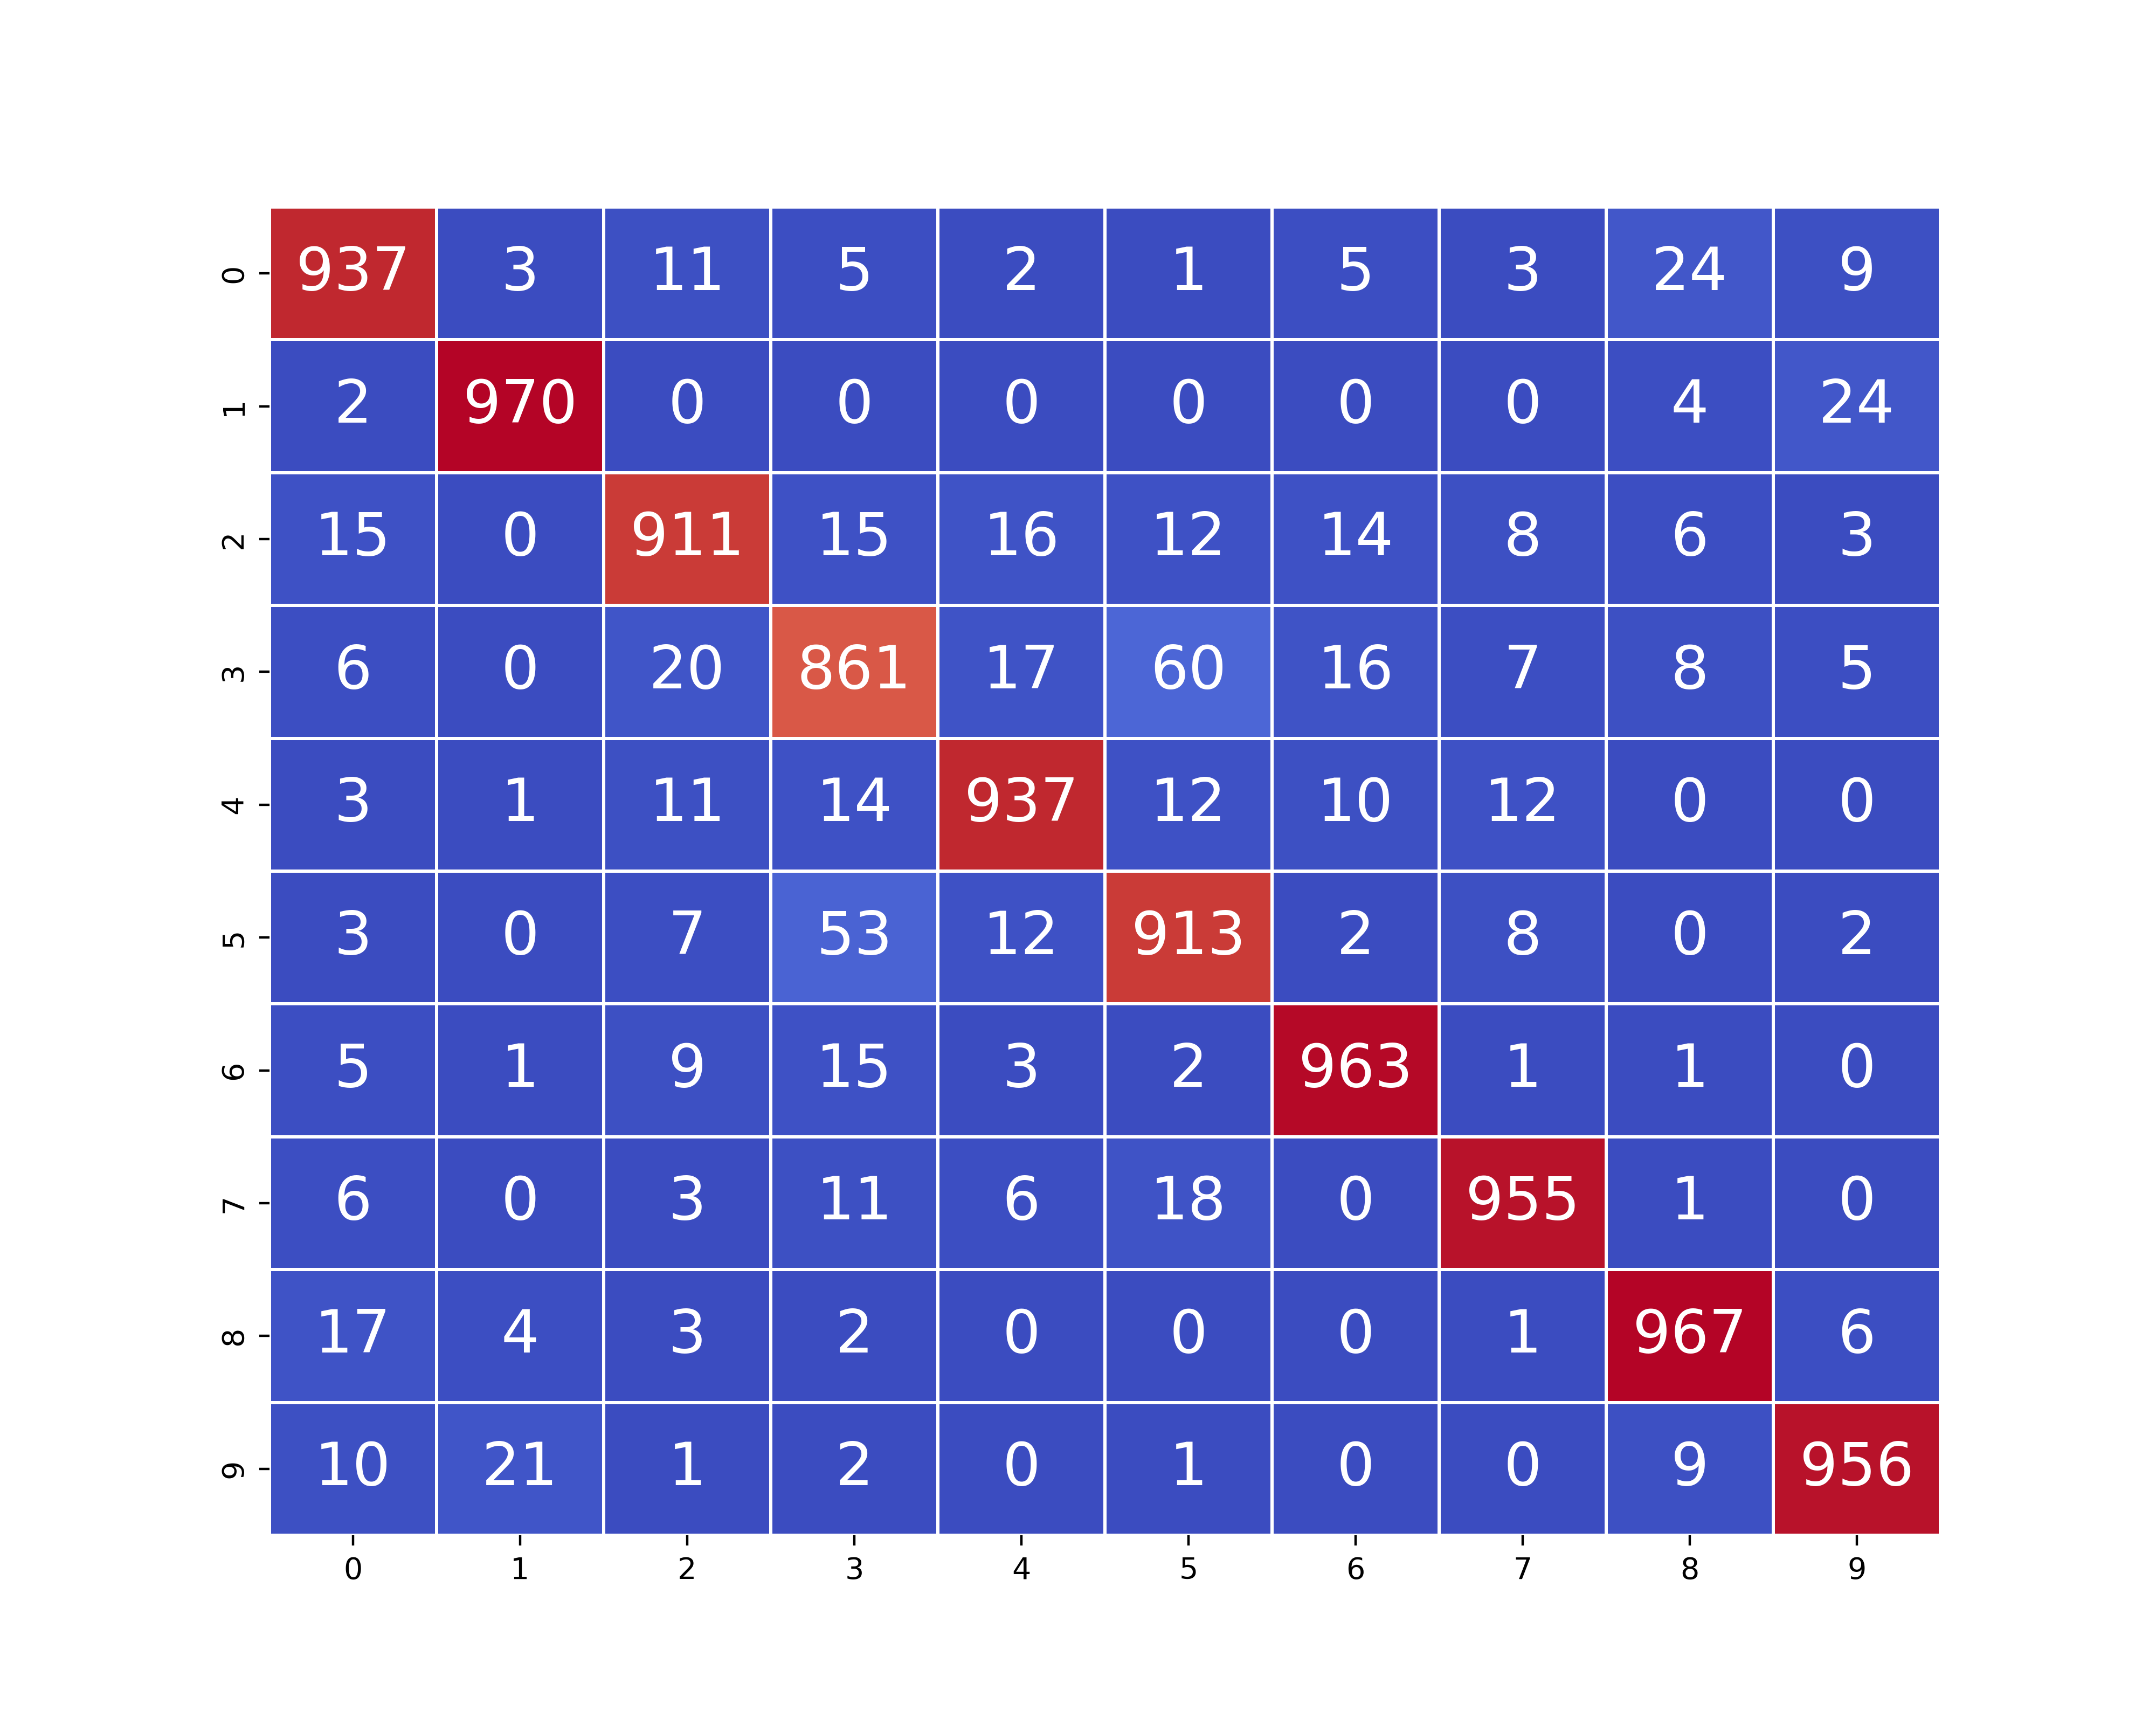 0 937 3 11 5 2 1 5 3 24 9
1 2 970 0 0 0 0 0 0 4 24
2 15 0 911 15 16 12 14 8 6 3
3 6 0 20 861 17 60 16 7 8 5
4 3 1 11 14 937 12 10 12 0 0
5 3 0 7 53 12 913 2 8 0 2
6 5 1 9 15 3 2 963 1 1 0
7 6 0 3 11 6 18 0 955 1 0
8 17 4 3 2 0 0 0 1 967 6
9 10 21 1 2 0 1 0 0 9 956
0 1 2 3 4 5 6 7 8 9